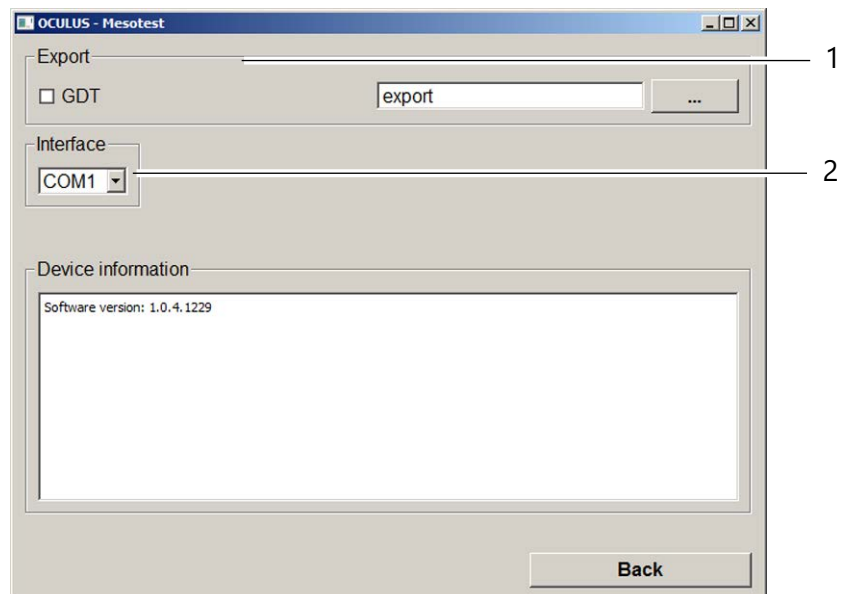 OCULUS - Mesotest
Export
1
GDT
export
...
Interface
COM1
2
Device information
Software version: 1.0.4.1229
Back